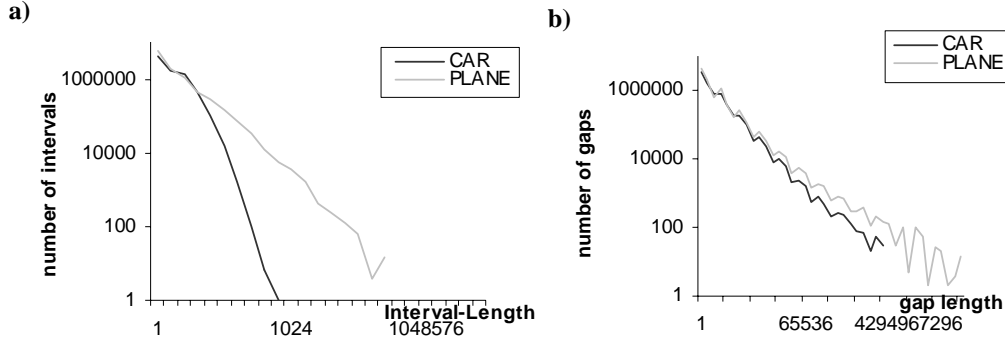 a)
CAR
PLANE
number of intervals
1000000
10000
100
1
Interval-Length
1
1024
1048576
b)
CAR
PLANE
number of gaps
1000000
10000
100
1
gap length
1
65536
4294967296